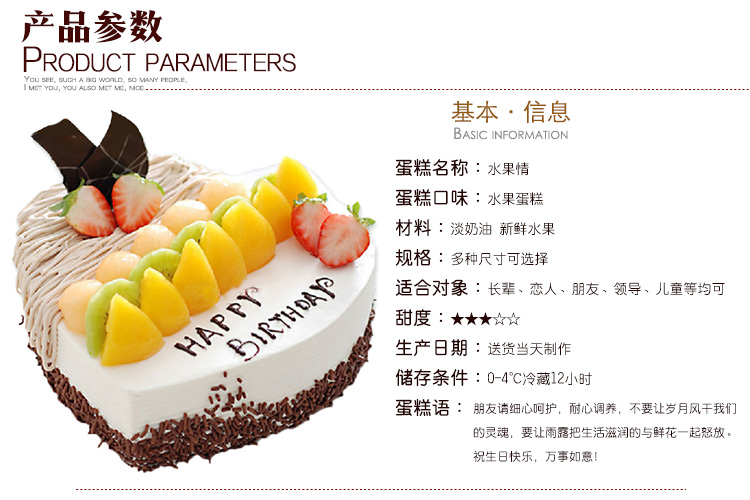 产品参数
PRODUCT PARAMETERS
YOU SEE, SUCH A BIG WORLD, SO MANY PEOPLE,
I MET YOU, YOU ALSO MET ME, NICE
基本·信息
BASIC INFORMATION
蛋糕名称：水果情
蛋糕口味：水果蛋糕
材料：淡奶油 新鲜水果
规格：多种尺寸可选择
适合对象：长辈、恋人、朋友、领导、儿童等均可
甜度：★★★☆☆
生产日期：送货当天制作
储存条件：0-4℃冷藏12小时
蛋糕语：朋友请细心呵护，耐心调养，不要让岁月风干我们
的灵魂，要让雨露把生活滋润的与鲜花一起怒放。
祝生日快乐，万事如意！
HAPPY
BIRTHDAY